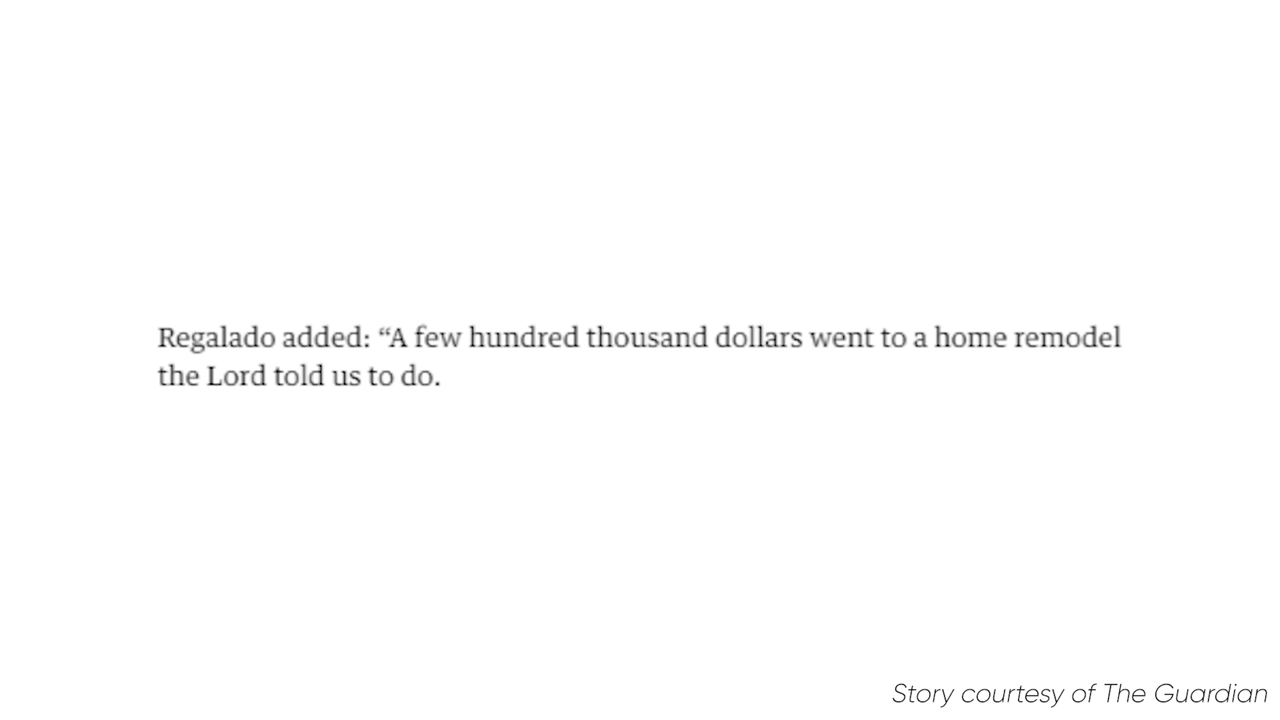 Regalado added: “A few hundred thousand dollars went to a home remodel
the Lord told us to do.
Story courtesy of The Guardian